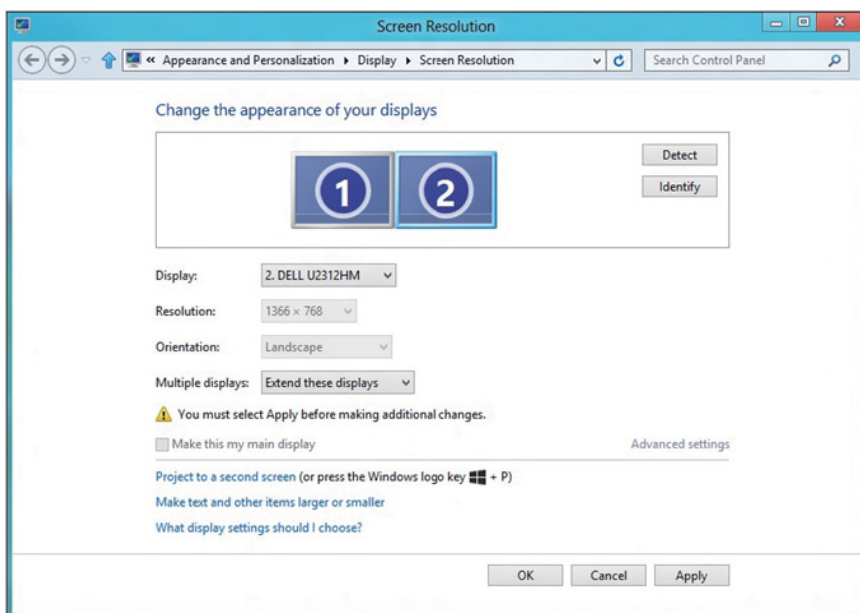 Screen Resolution
« Appearance and Personalization ▸ Display ▸ Screen Resolution
Search Control Panel
Change the appearance of your displays
1 2
Detect
Identify
Display: 2. DELL U2312HM
Resolution: 1366 × 768
Orientation: Landscape
Multiple displays: Extend these displays
You must select Apply before making additional changes.
Make this my main display Advanced settings
Project to a second screen (or press the Windows logo key + P)
Make text and other items larger or smaller
What display settings should I choose?
OK Cancel Apply